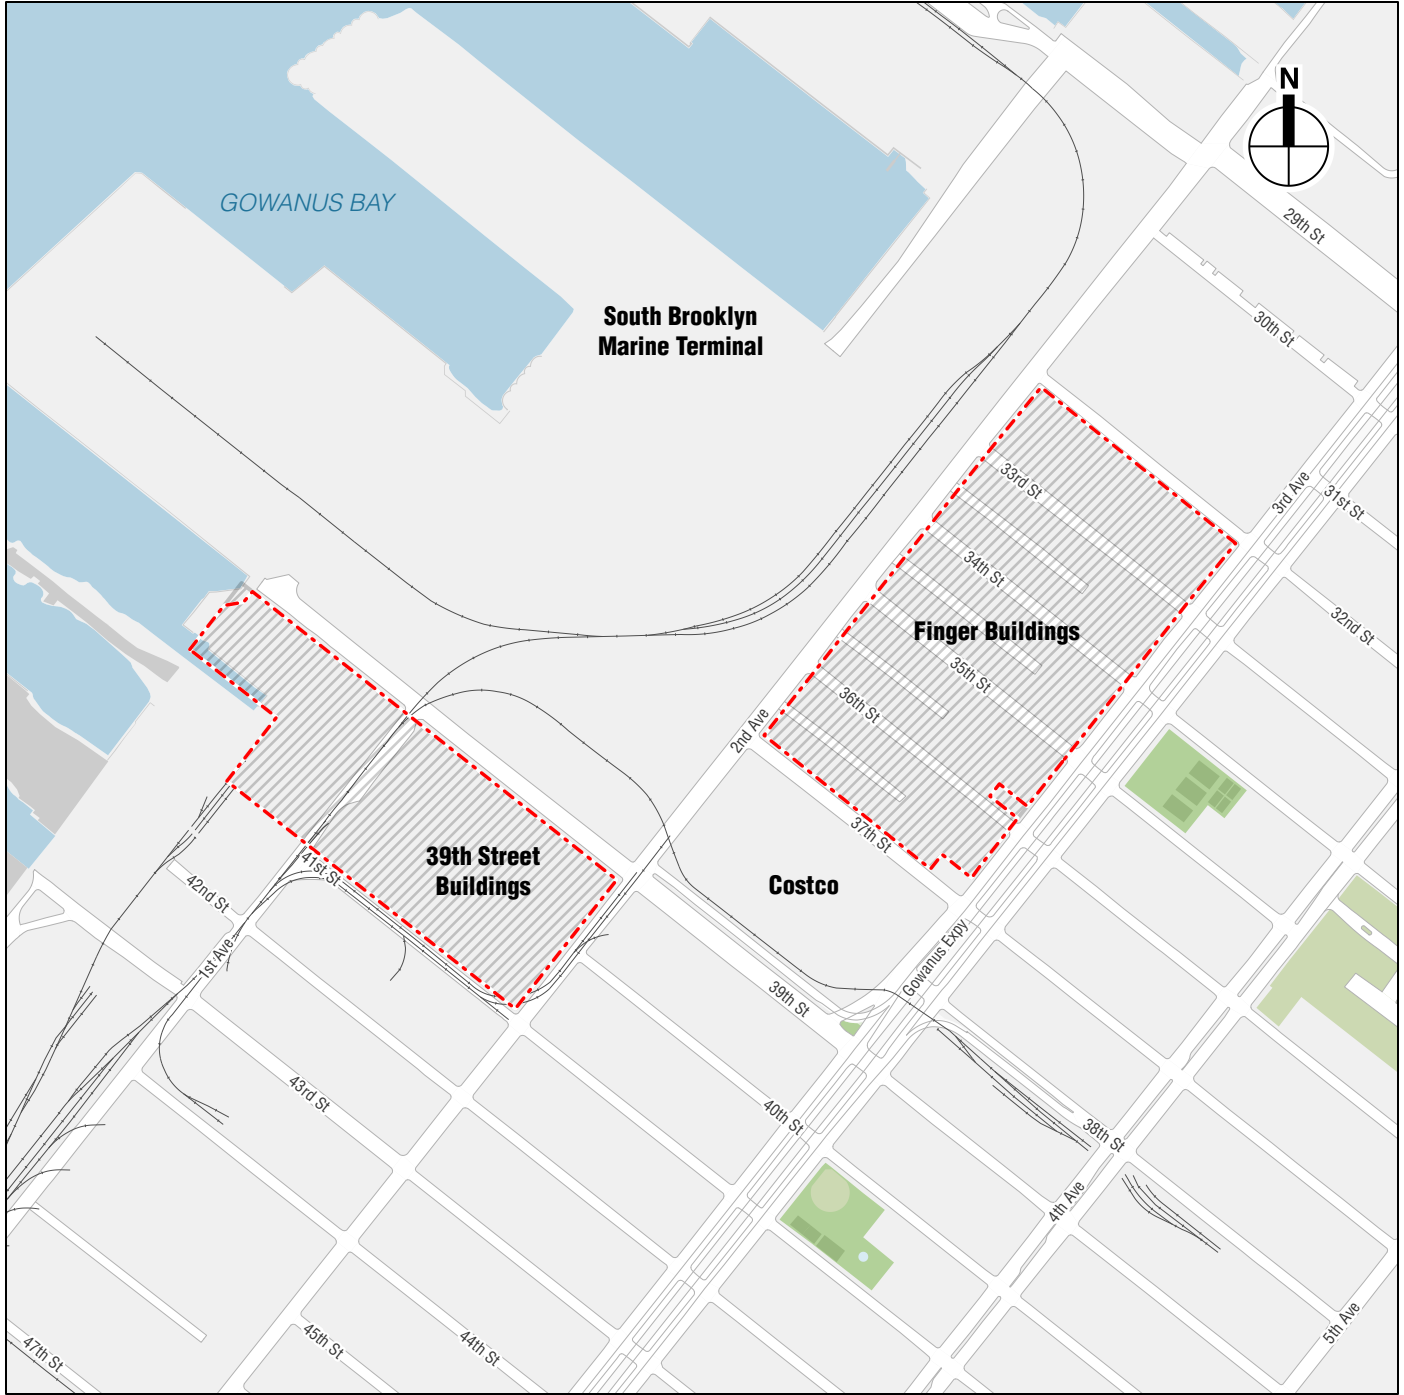 N
GOWANUS BAY
29th St
South Brooklyn
Marine Terminal
30th St
33rd St
3rd Ave
31st St
34th St
32nd St
Finger Buildings
35th St
36th St
2nd Ave
37th St
39th Street
Buildings
41st St
42nd St
Costco
1st Ave
Gowanus Expy
39th St
43rd St
40th St
38th St
4th Ave
5th Ave
47th St
45th St
44th St